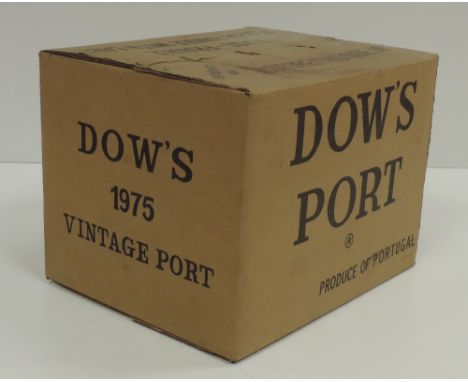 DOW'S
1975
VINTAGE PORT
DOW'S
PORT
®
PRODUCE OF PORTUGAL